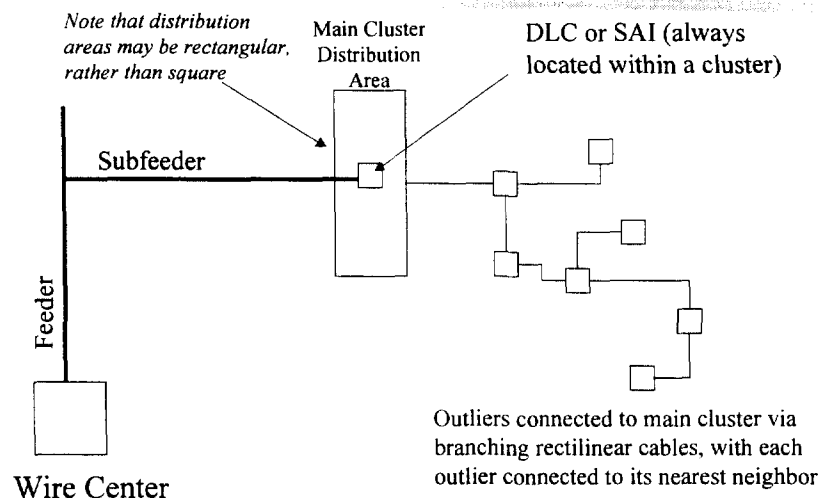 Note that distribution
areas may be rectangular,
rather than square
Main Cluster
Distribution
Area
DLC or SAI (always
located within a cluster)
Subfeeder
Feeder
Wire Center
Outliers connected to main cluster via
branching rectilinear cables, with each
outlier connected to its nearest neighbor